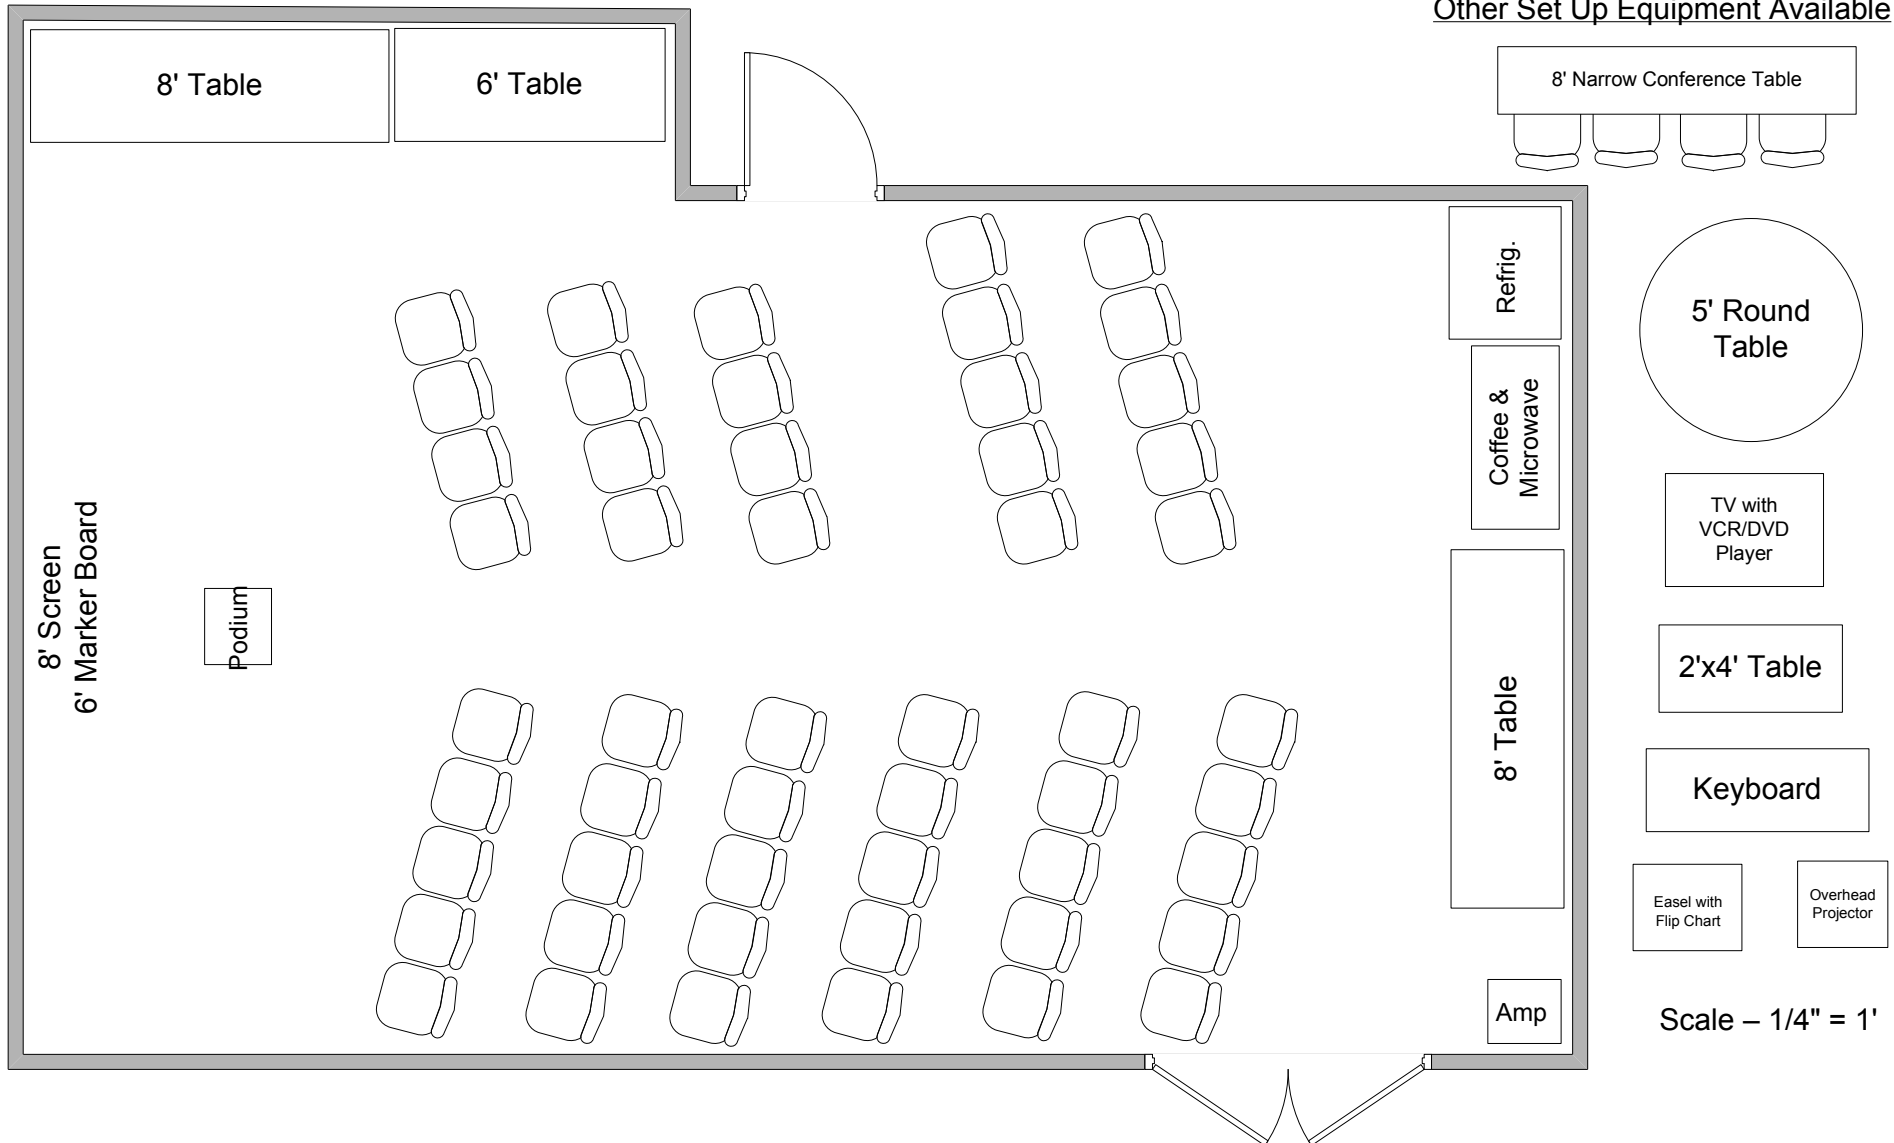 Other Set Up Equipment Available
8' Table
6' Table
8' Narrow Conference Table
Refrig.
5' Round
Table
Coffee &
Microwave
TV with
VCR/DVD
Player
8' Screen
6' Marker Board
Podium
2'x4' Table
8' Table
Keyboard
Easel with
Flip Chart
Overhead
Projector
Amp
Scale – 1/4" = 1'